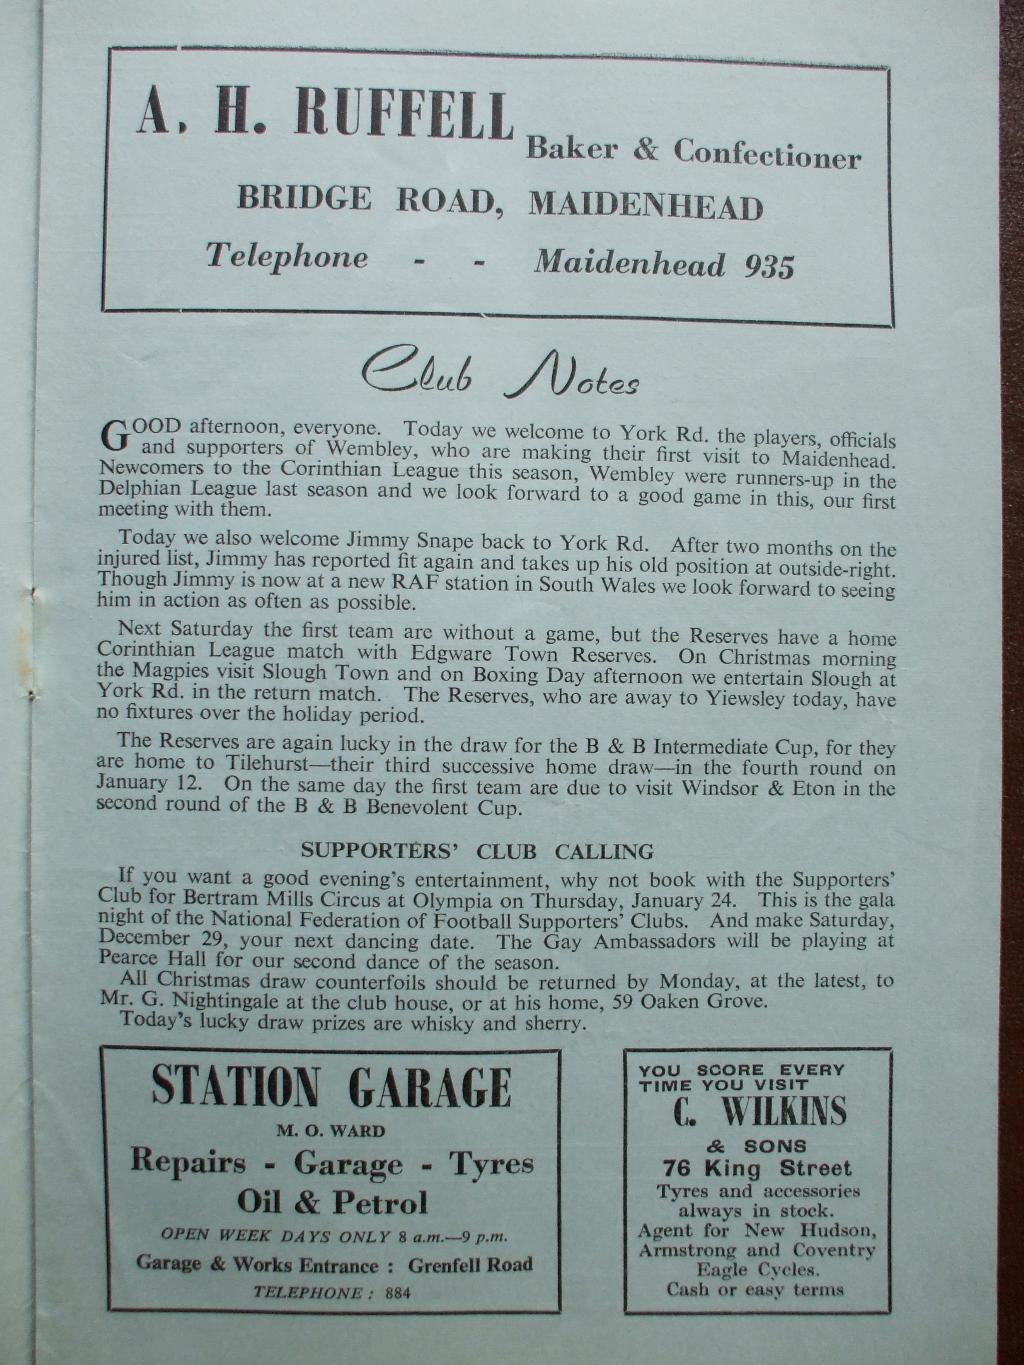 A. H. RUFFELL
Baker & Confectioner
BRIDGE ROAD, MAIDENHEAD
Telephone - - Maidenhead 935
Club Notes
GOOD afternoon, everyone. Today we welcome to York Rd. the players, officials
and supporters of Wembley, who are making their first visit to Maidenhead.
Newcomers to the Corinthian League this season, Wembley were runners-up in the
Delphian League last season and we look forward to a good game in this, our first
meeting with them.
Today we also welcome Jimmy Snape back to York Rd. After two months on the
injured list, Jimmy has reported fit again and takes up his old position at outside-right.
Though Jimmy is now at a new RAF station in South Wales we look forward to seeing
him in action as often as possible.
Next Saturday the first team are without a game, but the Reserves have a home
Corinthian League match with Edgware Town Reserves. On Christmas morning
the Magpies visit Slough Town and on Boxing Day afternoon we entertain Slough at
York Rd. in the return match. The Reserves, who are away to Yiewsley today, have
no fixtures over the holiday period.
The Reserves are again lucky in the draw for the B & B Intermediate Cup, for they
are home to Tilehurst—their third successive home draw—in the fourth round on
January 12. On the same day the first team are due to visit Windsor & Eton in the
second round of the B & B Benevolent Cup.
SUPPORTERS' CLUB CALLING
If you want a good evening's entertainment, why not book with the Supporters'
Club for Bertram Mills Circus at Olympia on Thursday, January 24. This is the gala
night of the National Federation of Football Supporters' Clubs. And make Saturday,
December 29, your next dancing date. The Gay Ambassadors will be playing at
Pearce Hall for our second dance of the season.
All Christmas draw counterfoils should be returned by Monday, at the latest, to
Mr. G. Nightingale at the club house, or at his home, 59 Oaken Grove.
Today's lucky draw prizes are whisky and sherry.
STATION GARAGE
M. O. WARD
Repairs - Garage - Tyres
Oil & Petrol
OPEN WEEK DAYS ONLY 8 a.m.—9 p.m.
Garage & Works Entrance : Grenfell Road
TELEPHONE : 884
YOU SCORE EVERY
TIME YOU VISIT
C. WILKINS
& SONS
76 King Street
Tyres and accessories
always in stock.
Agent for New Hudson,
Armstrong and Coventry
Eagle Cycles.
Cash or easy terms